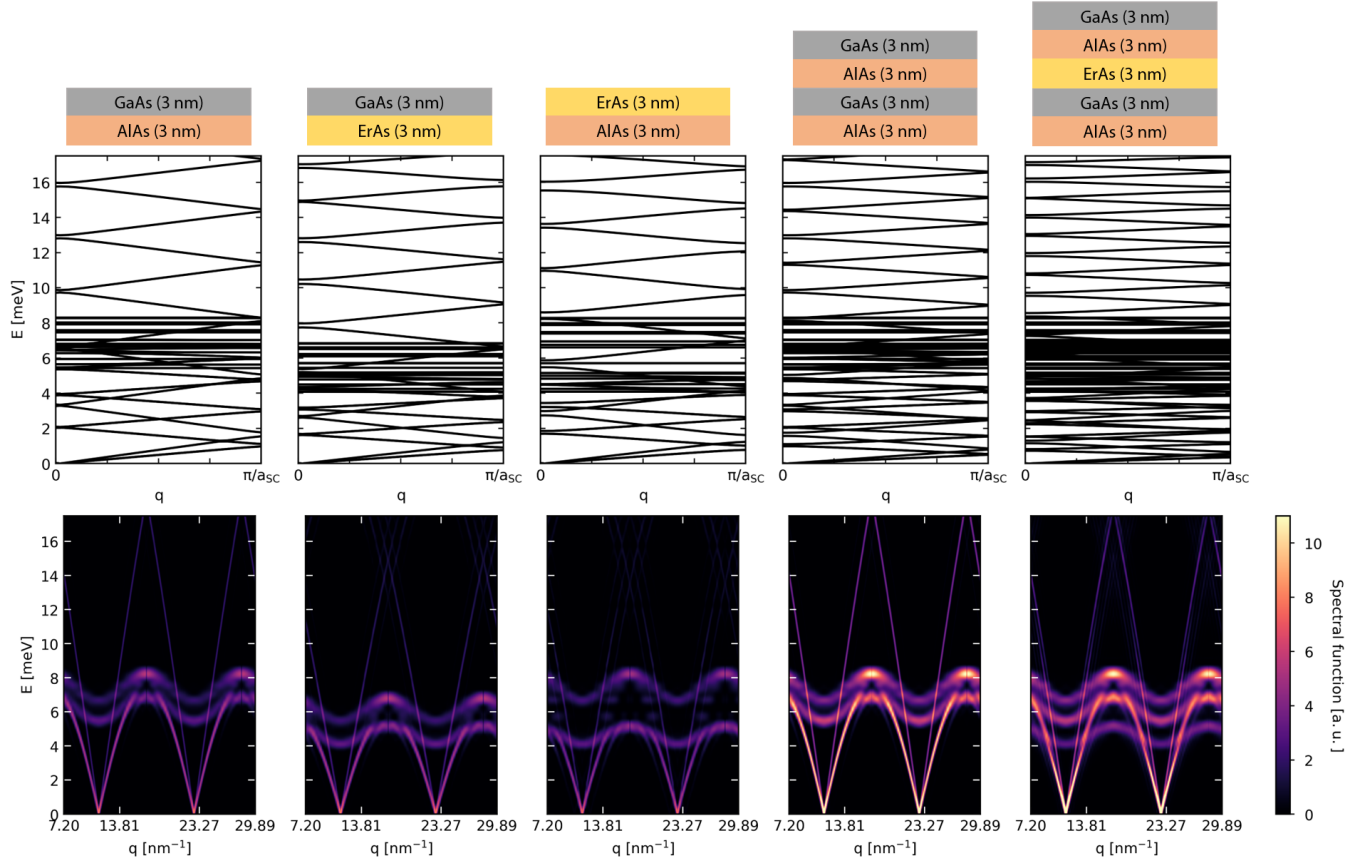 GaAs (3 nm)
AlAs (3 nm)
GaAs (3 nm)
ErAs (3 nm)
ErAs (3 nm)
AlAs (3 nm)
GaAs (3 nm)
AlAs (3 nm)
GaAs (3 nm)
AlAs (3 nm)
GaAs (3 nm)
AlAs (3 nm)
ErAs (3 nm)
GaAs (3 nm)
AlAs (3 nm)
E [meV]
16
14
12
10
8
6
4
2
0
0 π/aSC
q
0 π/aSC
q
0 π/aSC
q
0 π/aSC
q
0 π/aSC
q
E [meV]
16
14
12
10
8
6
4
2
0
7.20 13.81 23.27 29.89
q [nm⁻¹]
7.20 13.81 23.27 29.89
q [nm⁻¹]
7.20 13.81 23.27 29.89
q [nm⁻¹]
7.20 13.81 23.27 29.89
q [nm⁻¹]
7.20 13.81 23.27 29.89
q [nm⁻¹]
10
8
6
4
2
0
Spectral function [a.u.]